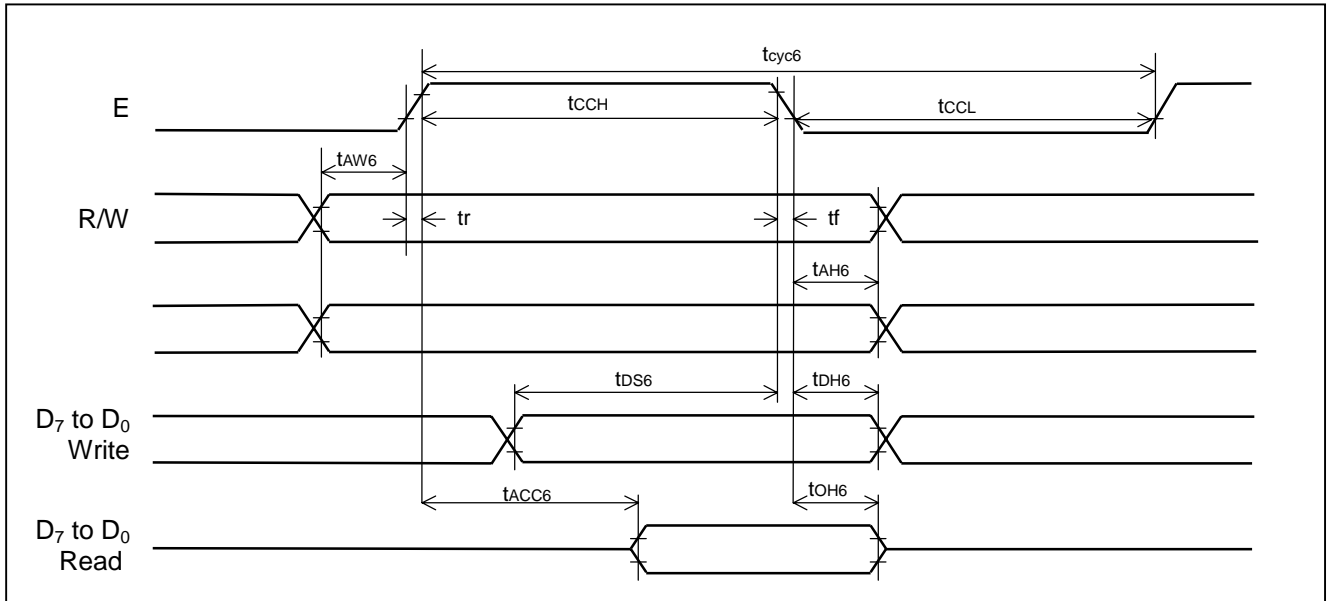 tcyc6
E
tCCH
tCCL
tAW6
R/W
tr
tf
tAH6
tDS6
tDH6
D₇ to D₀
Write
tACC6
tOH6
D₇ to D₀
Read